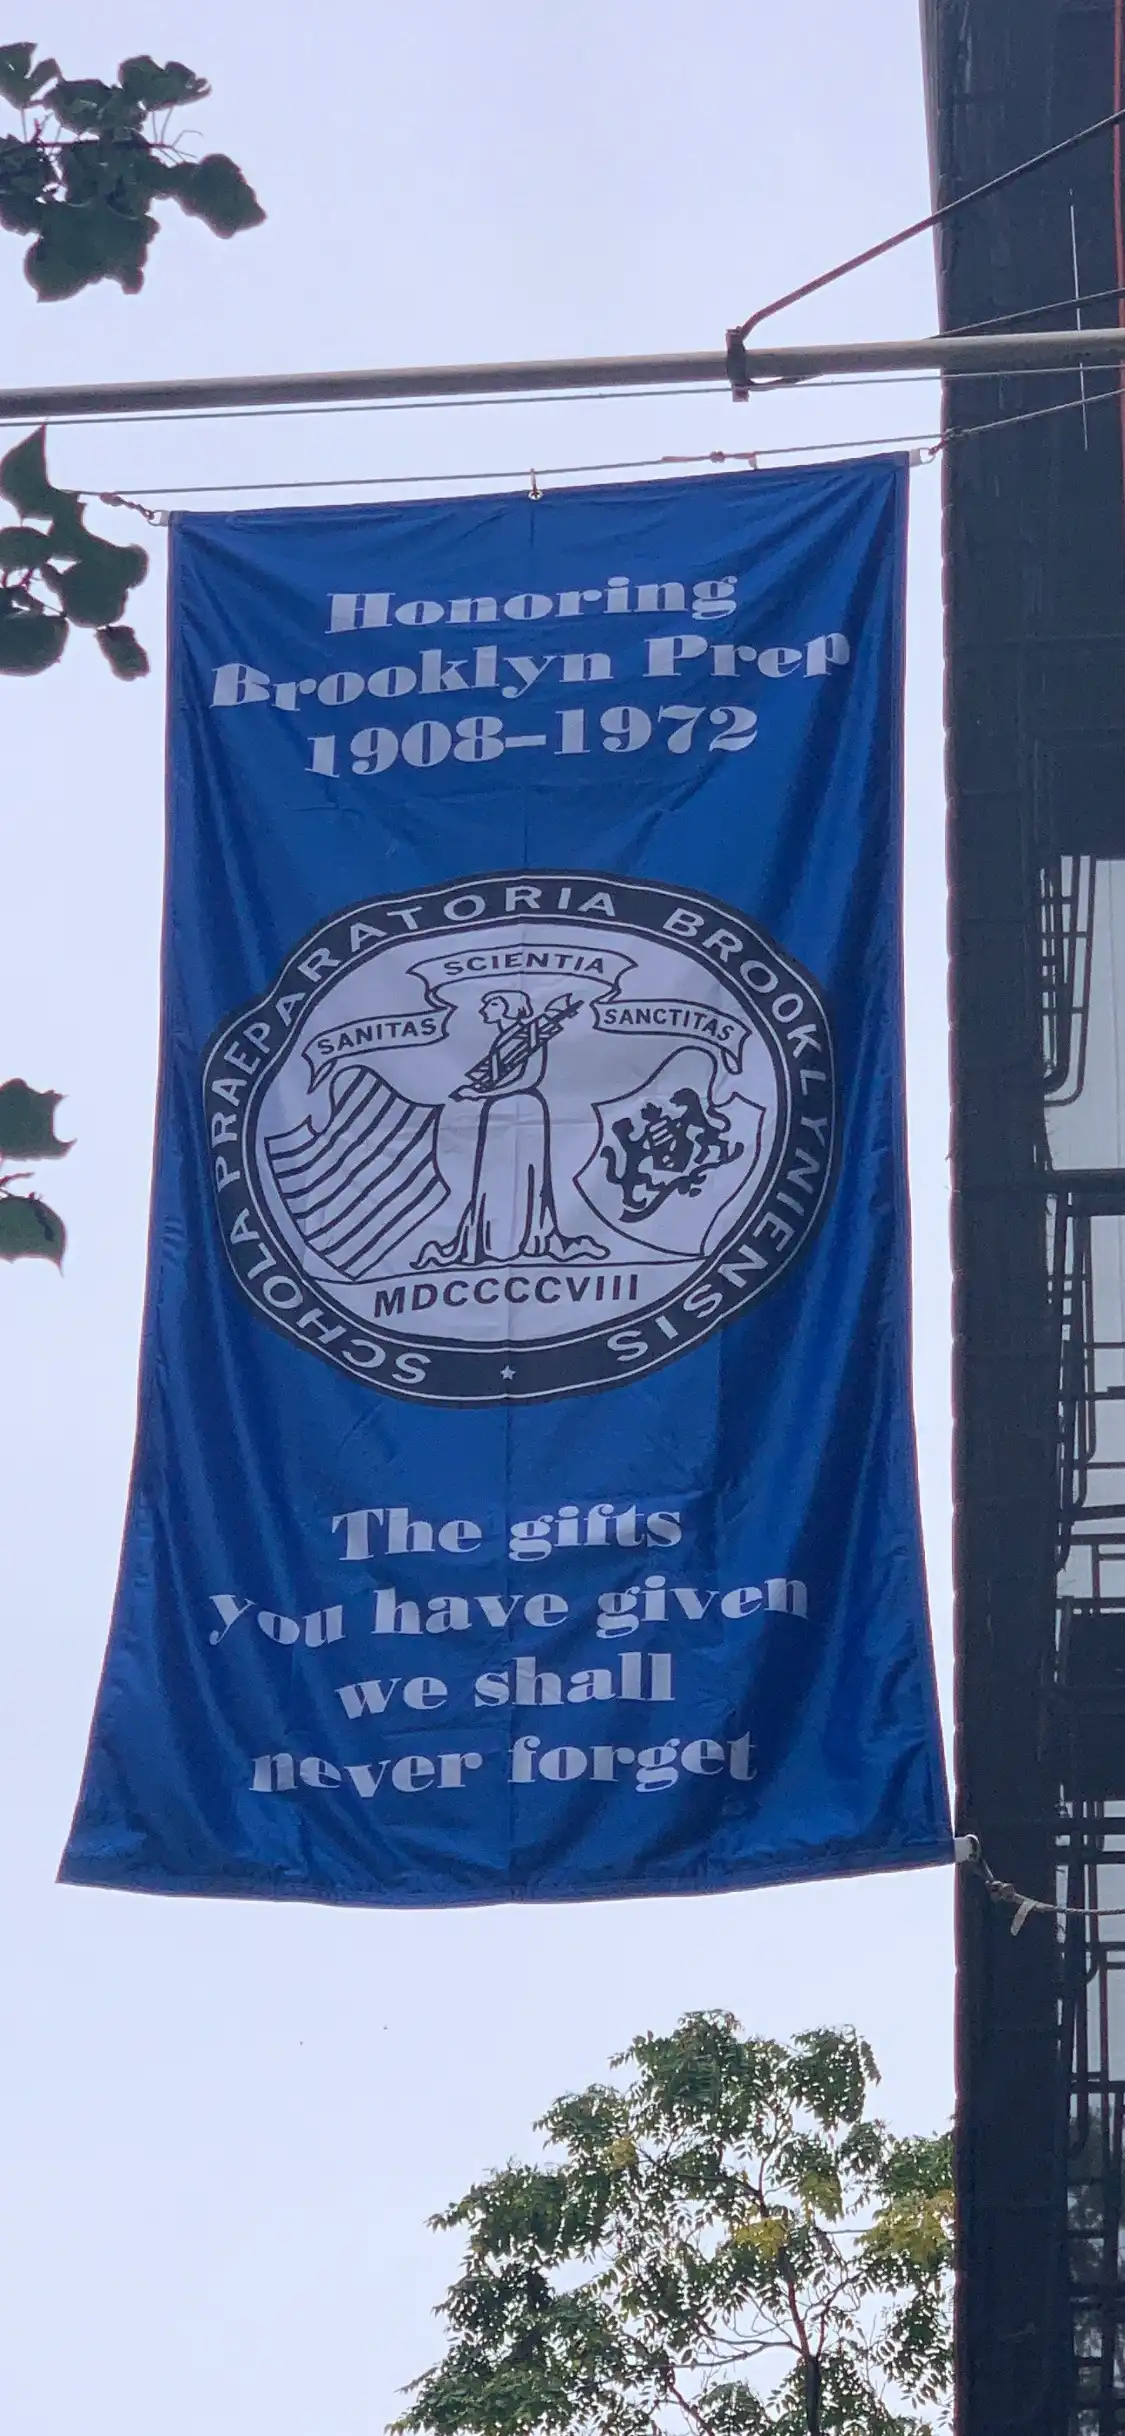 Honoring
Brooklyn Prep
1908–1972
SCHOLA PRAEPARATORIA BROOKLYNIENSIS
SCIENTIA
SANITAS
SANCTITAS
MDCCCCVIII
The gifts
you have given
we shall
never forget